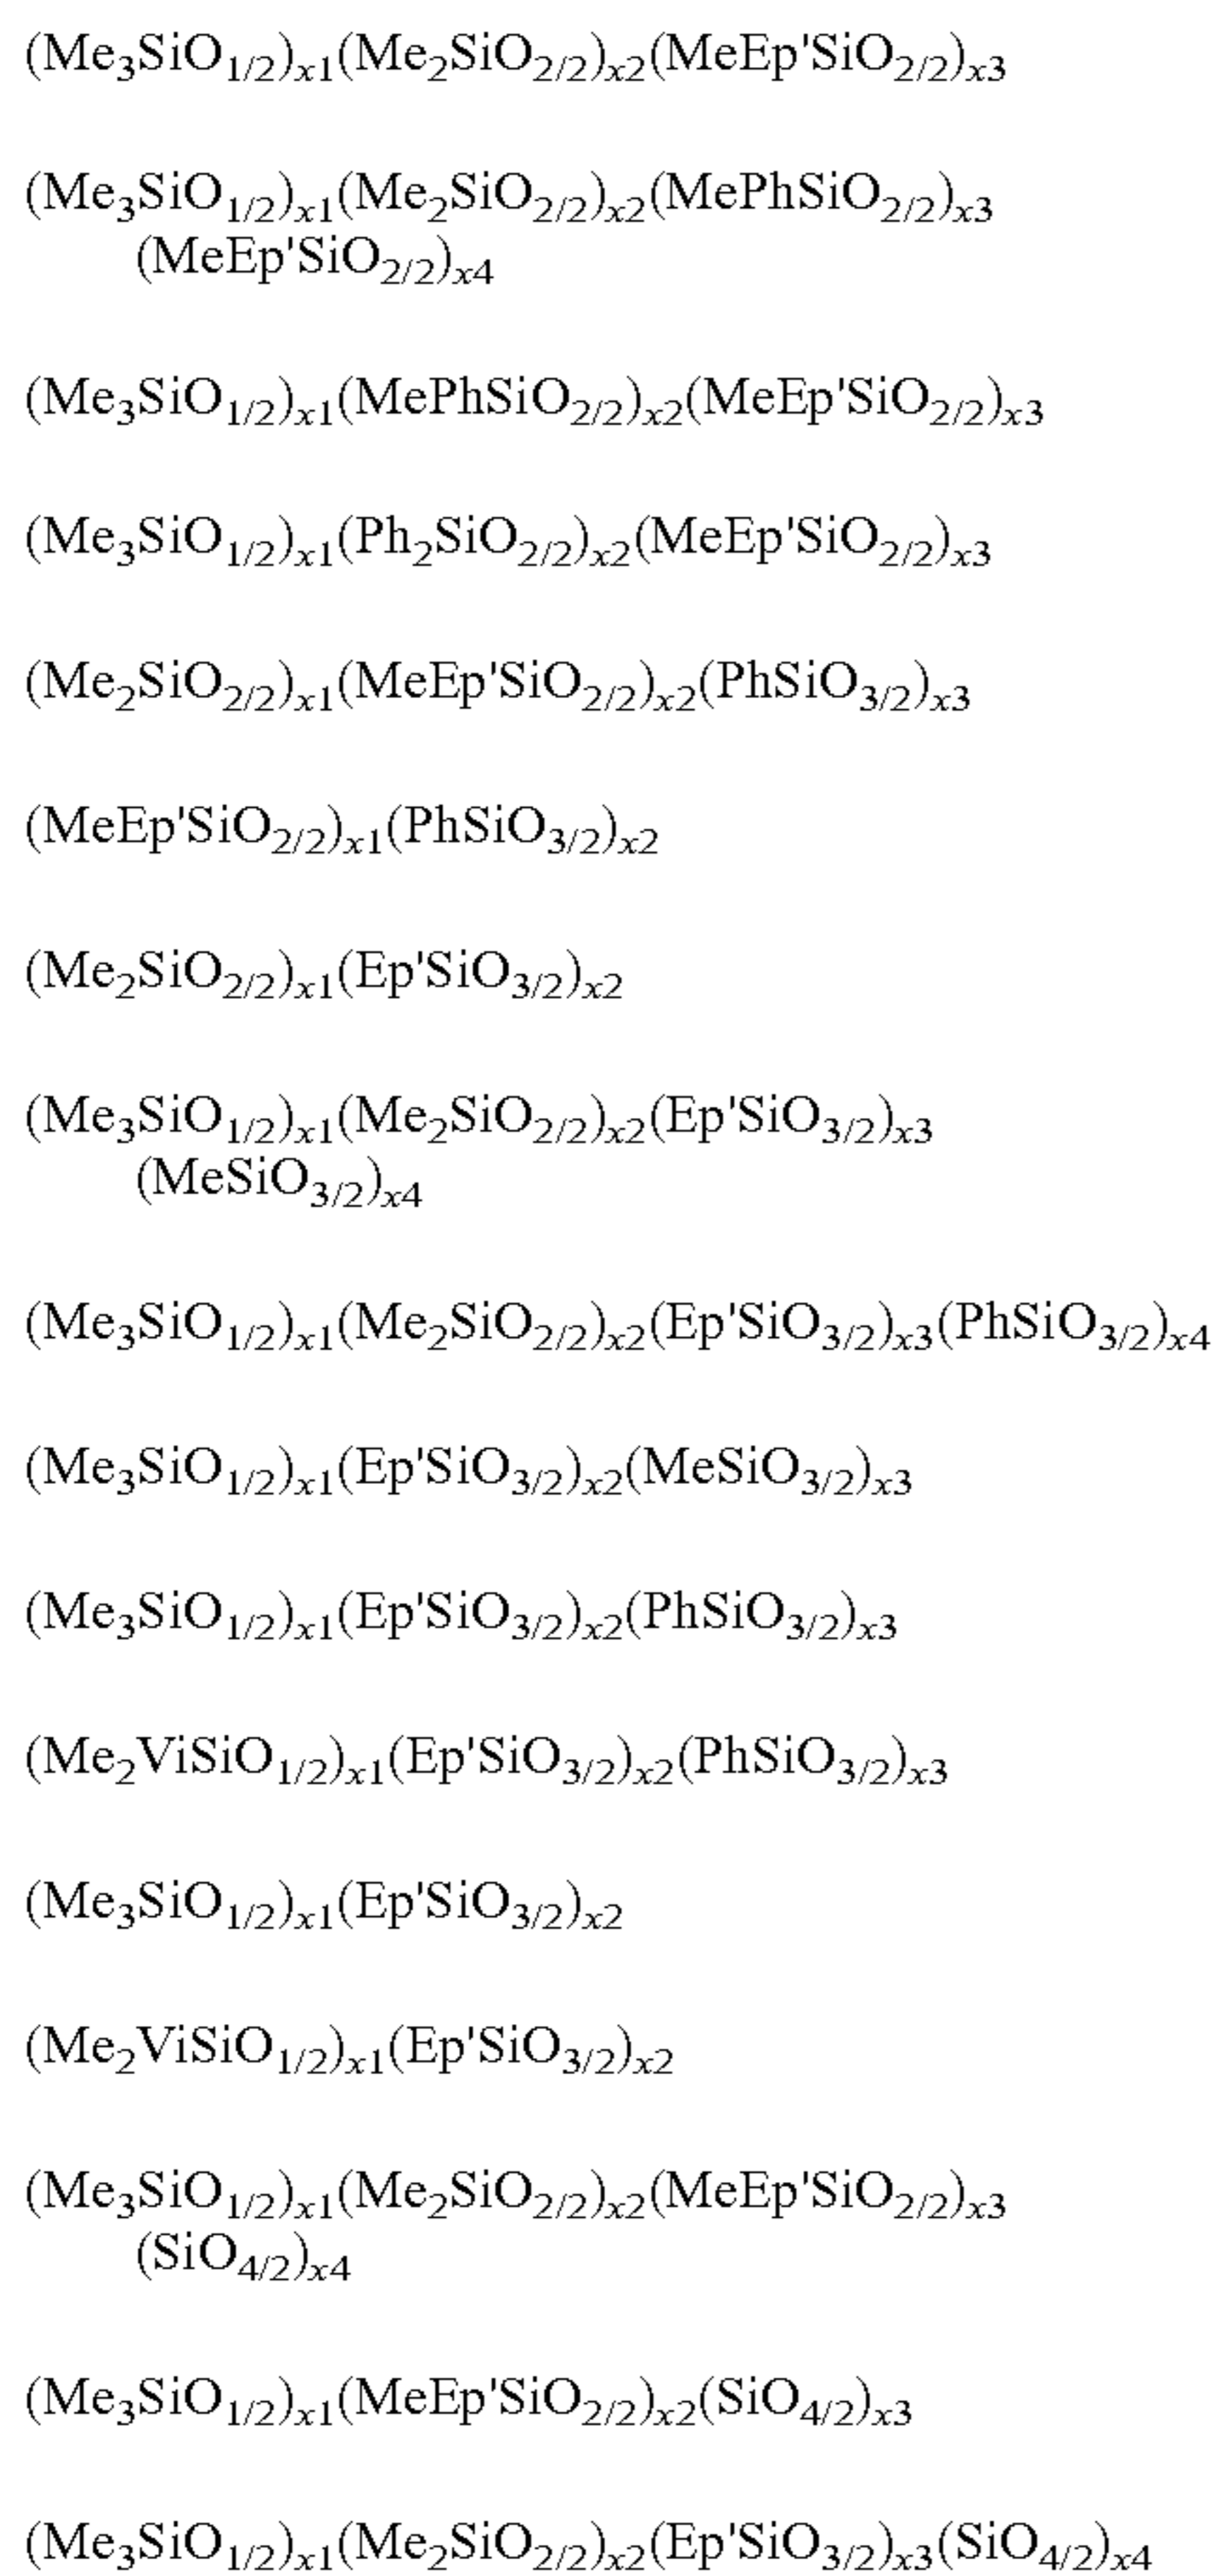 (Me₃SiO₁/₂)ₓ₁(Me₂SiO₂/₂)ₓ₂(MeEp'SiO₂/₂)ₓ₃
(Me₃SiO₁/₂)ₓ₁(Me₂SiO₂/₂)ₓ₂(MePhSiO₂/₂)ₓ₃
(MeEp'SiO₂/₂)ₓ₄
(Me₃SiO₁/₂)ₓ₁(MePhSiO₂/₂)ₓ₂(MeEp'SiO₂/₂)ₓ₃
(Me₃SiO₁/₂)ₓ₁(Ph₂SiO₂/₂)ₓ₂(MeEp'SiO₂/₂)ₓ₃
(Me₂SiO₂/₂)ₓ₁(MeEp'SiO₂/₂)ₓ₂(PhSiO₃/₂)ₓ₃
(MeEp'SiO₂/₂)ₓ₁(PhSiO₃/₂)ₓ₂
(Me₂SiO₂/₂)ₓ₁(Ep'SiO₃/₂)ₓ₂
(Me₃SiO₁/₂)ₓ₁(Me₂SiO₂/₂)ₓ₂(Ep'SiO₃/₂)ₓ₃
(MeSiO₃/₂)ₓ₄
(Me₃SiO₁/₂)ₓ₁(Me₂SiO₂/₂)ₓ₂(Ep'SiO₃/₂)ₓ₃(PhSiO₃/₂)ₓ₄
(Me₃SiO₁/₂)ₓ₁(Ep'SiO₃/₂)ₓ₂(MeSiO₃/₂)ₓ₃
(Me₃SiO₁/₂)ₓ₁(Ep'SiO₃/₂)ₓ₂(PhSiO₃/₂)ₓ₃
(Me₂ViSiO₁/₂)ₓ₁(Ep'SiO₃/₂)ₓ₂(PhSiO₃/₂)ₓ₃
(Me₃SiO₁/₂)ₓ₁(Ep'SiO₃/₂)ₓ₂
(Me₂ViSiO₁/₂)ₓ₁(Ep'SiO₃/₂)ₓ₂
(Me₃SiO₁/₂)ₓ₁(Me₂SiO₂/₂)ₓ₂(MeEp'SiO₂/₂)ₓ₃
(SiO₄/₂)ₓ₄
(Me₃SiO₁/₂)ₓ₁(MeEp'SiO₂/₂)ₓ₂(SiO₄/₂)ₓ₃
(Me₃SiO₁/₂)ₓ₁(Me₂SiO₂/₂)ₓ₂(Ep'SiO₃/₂)ₓ₃(SiO₄/₂)ₓ₄